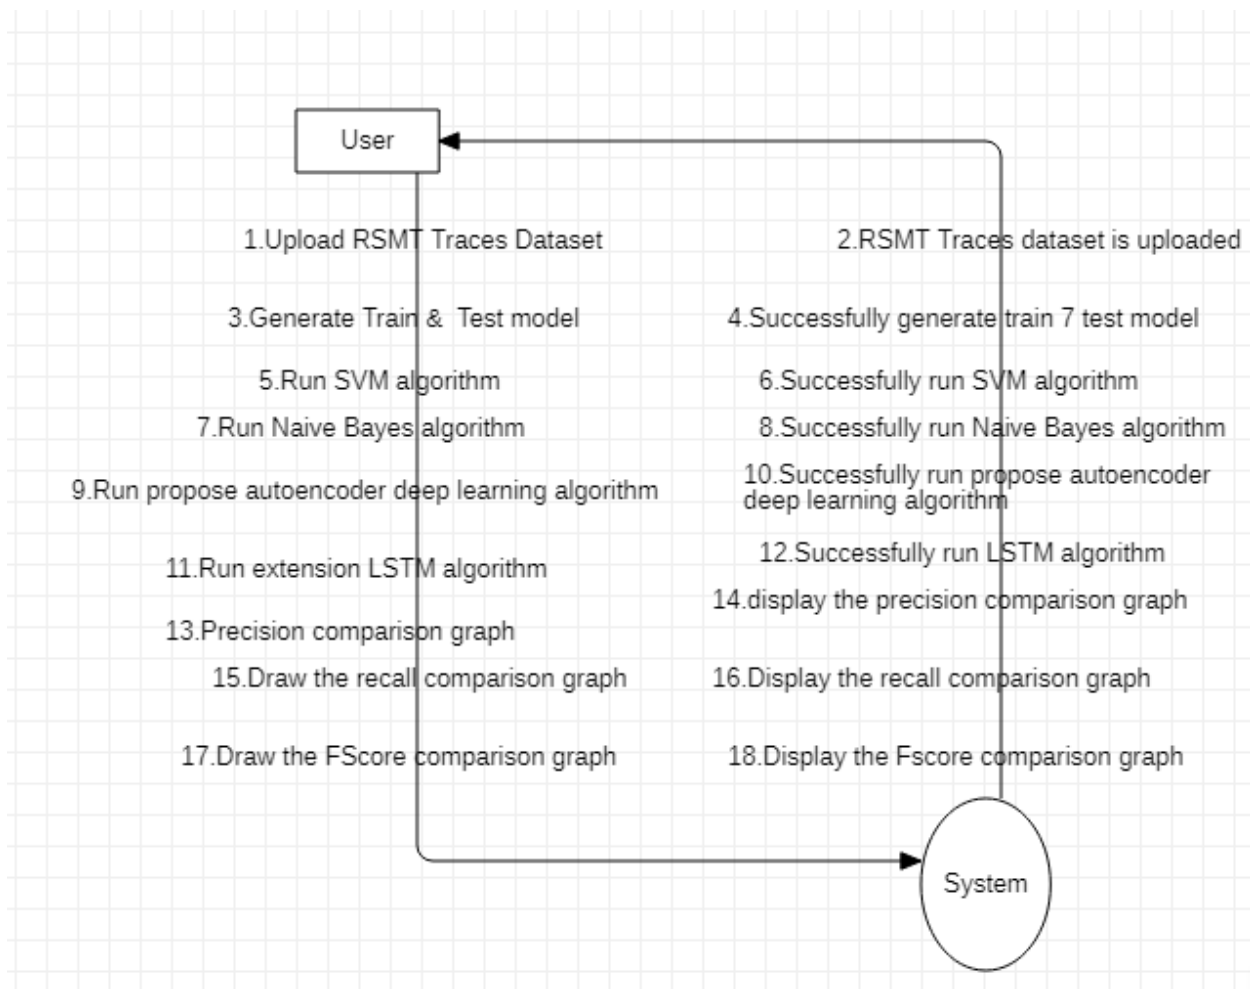 User
1.Upload RSMT Traces Dataset
2.RSMT Traces dataset is uploaded
3.Generate Train & Test model
4.Successfully generate train 7 test model
5.Run SVM algorithm
6.Successfully run SVM algorithm
7.Run Naive Bayes algorithm
8.Successfully run Naive Bayes algorithm
9.Run propose autoencoder deep learning algorithm
10.Successfully run propose autoencoder
deep learning algorithm
11.Run extension LSTM algorithm
12.Successfully run LSTM algorithm
13.Precision comparison graph
14.display the precision comparison graph
15.Draw the recall comparison graph
16.Display the recall comparison graph
17.Draw the FScore comparison graph
18.Display the Fscore comparison graph
System